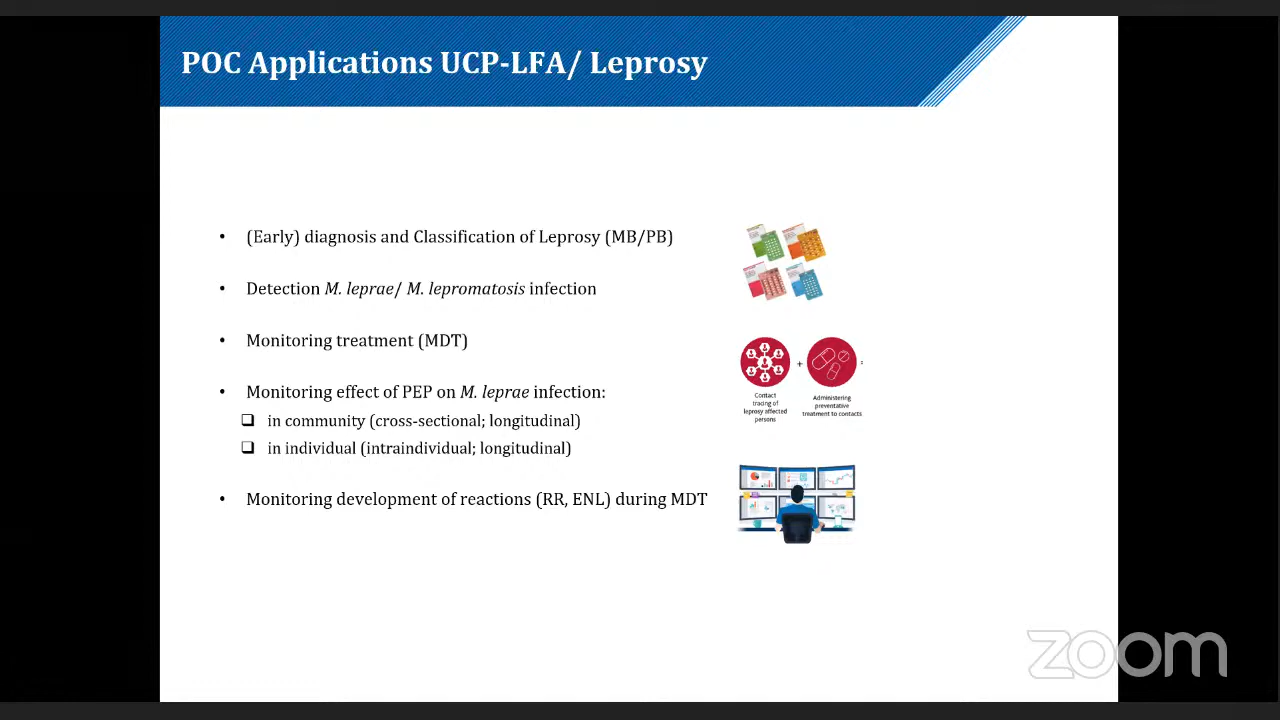 POC Applications UCP-LFA/ Leprosy
• (Early) diagnosis and Classification of Leprosy (MB/PB)
• Detection M. leprae/ M. lepromatosis infection
• Monitoring treatment (MDT)
• Monitoring effect of PEP on M. leprae infection:
❑ in community (cross-sectional; longitudinal)
❑ in individual (intraindividual; longitudinal)
• Monitoring development of reactions (RR, ENL) during MDT
+ :
Contact
tracing of
leprosy affected
persons
Administering
preventative
treatment to contacts
zoom